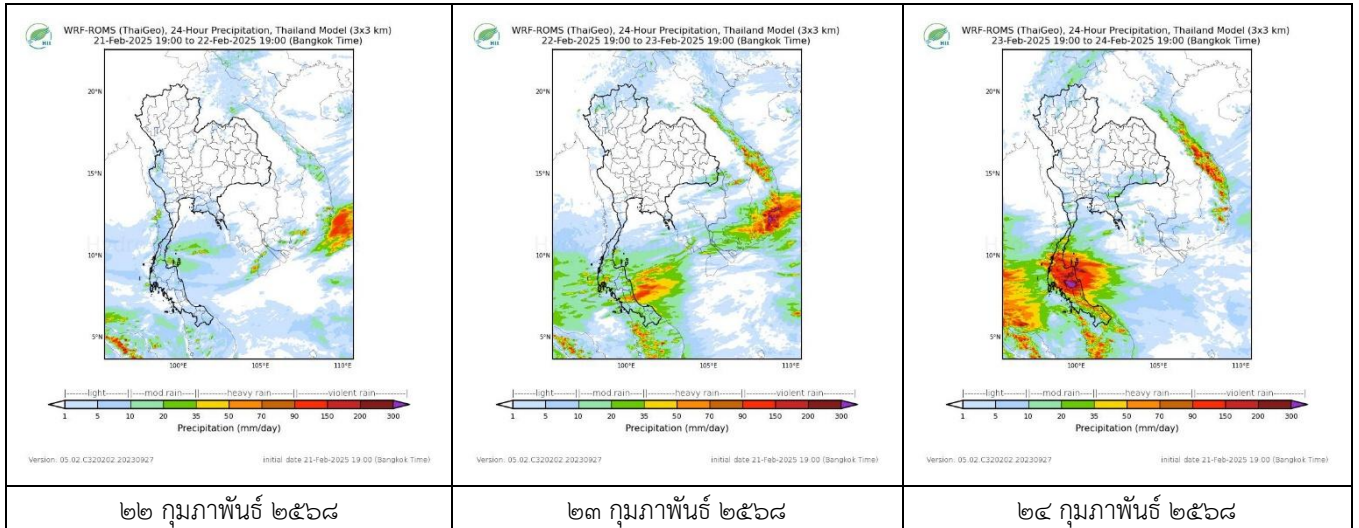 WRF-ROMS (ThaiGeo), 24-Hour Precipitation, Thailand Model (3x3 km)
21-Feb-2025 19:00 to 22-Feb-2025 19:00 (Bangkok Time)
20°N
15°N
10°N
5°N
100°E 105°E 110°E
light mod rain heavy rain violent rain
1 5 10 20 35 50 70 90 150 200 300
Precipitation (mm/day)
Version: 05.02.C320202.20230927 initial date 21-Feb-2025 19:00 (Bangkok Time)
๒๒ กุมภาพันธ์ ๒๕๖๘
WRF-ROMS (ThaiGeo), 24-Hour Precipitation, Thailand Model (3x3 km)
22-Feb-2025 19:00 to 23-Feb-2025 19:00 (Bangkok Time)
20°N
15°N
10°N
5°N
100°E 105°E 110°E
light mod rain heavy rain violent rain
1 5 10 20 35 50 70 90 150 200 300
Precipitation (mm/day)
Version: 05.02.C320202.20230927 initial date 21-Feb-2025 19:00 (Bangkok Time)
๒๓ กุมภาพันธ์ ๒๕๖๘
WRF-ROMS (ThaiGeo), 24-Hour Precipitation, Thailand Model (3x3 km)
23-Feb-2025 19:00 to 24-Feb-2025 19:00 (Bangkok Time)
20°N
15°N
10°N
5°N
100°E 105°E 110°E
light mod rain heavy rain violent rain
1 5 10 20 35 50 70 90 150 200 300
Precipitation (mm/day)
Version: 05.02.C320202.20230927 initial date 21-Feb-2025 19:00 (Bangkok Time)
๒๔ กุมภาพันธ์ ๒๕๖๘